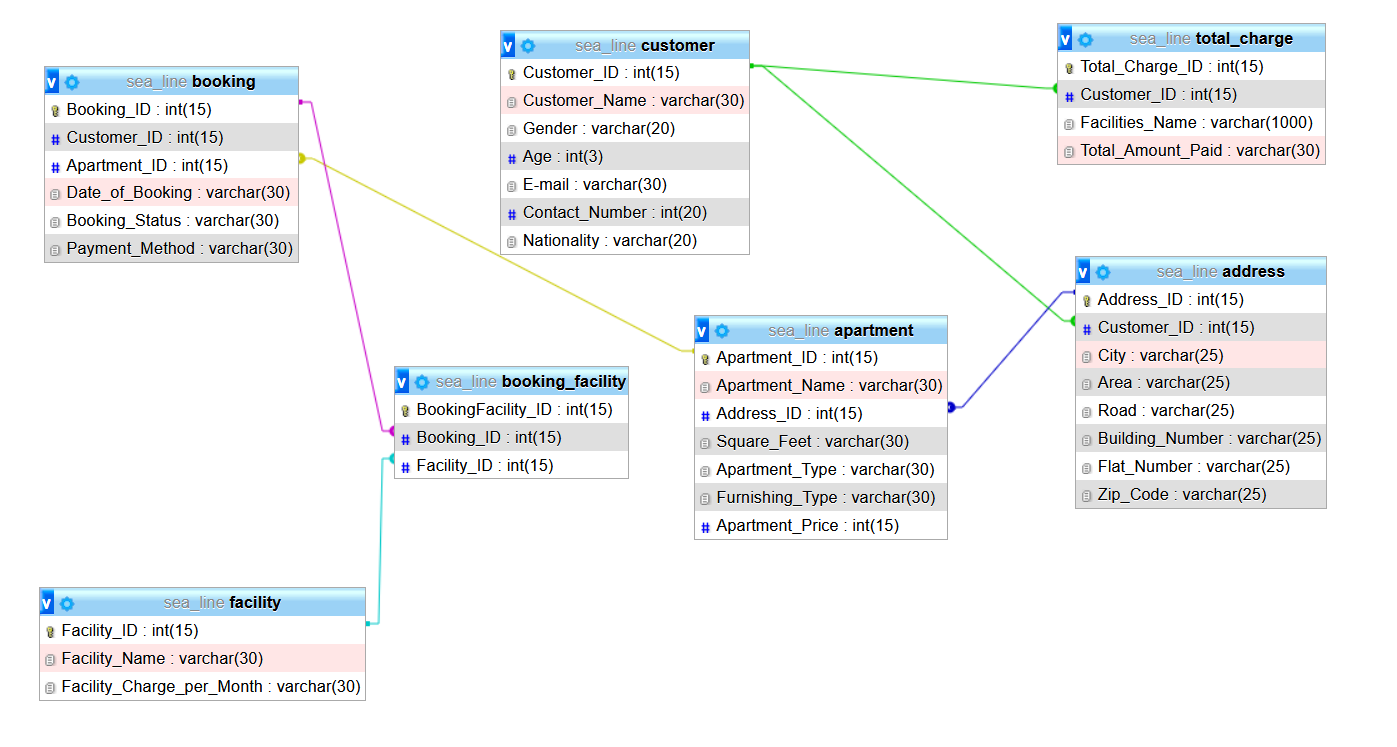 sea_line booking
Booking_ID : int(15)
Customer_ID : int(15)
Apartment_ID : int(15)
Date_of_Booking : varchar(30)
Booking_Status : varchar(30)
Payment_Method : varchar(30)
sea_line customer
Customer_ID : int(15)
Customer_Name : varchar(30)
Gender : varchar(20)
Age : int(3)
E-mail : varchar(30)
Contact_Number : int(20)
Nationality : varchar(20)
sea_line total_charge
Total_Charge_ID : int(15)
Customer_ID : int(15)
Facilities_Name : varchar(1000)
Total_Amount_Paid : varchar(30)
sea_line address
Address_ID : int(15)
Customer_ID : int(15)
City : varchar(25)
Area : varchar(25)
Road : varchar(25)
Building_Number : varchar(25)
Flat_Number : varchar(25)
Zip_Code : varchar(25)
sea_line apartment
Apartment_ID : int(15)
Apartment_Name : varchar(30)
Address_ID : int(15)
Square_Feet : varchar(30)
Apartment_Type : varchar(30)
Furnishing_Type : varchar(30)
Apartment_Price : int(15)
sea_line booking_facility
BookingFacility_ID : int(15)
Booking_ID : int(15)
Facility_ID : int(15)
sea_line facility
Facility_ID : int(15)
Facility_Name : varchar(30)
Facility_Charge_per_Month : varchar(30)